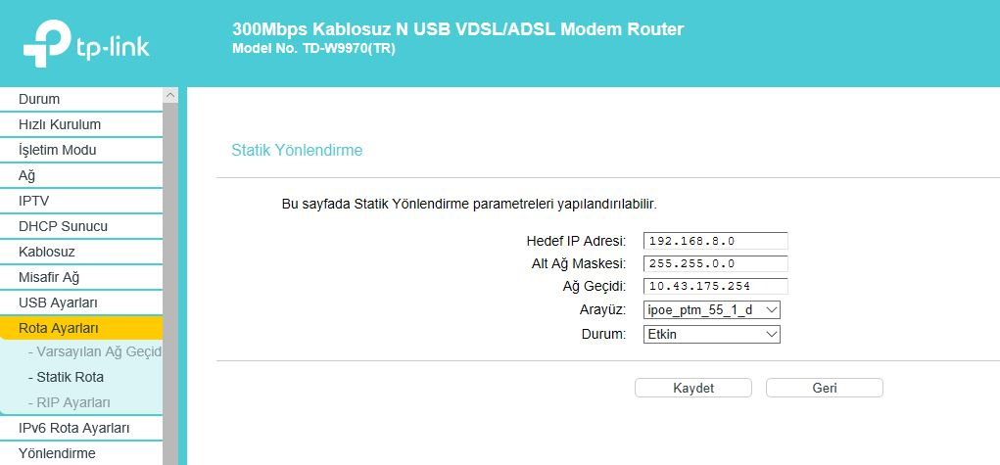 tp-link
300Mbps Kablosuz N USB VDSL/ADSL Modem Router
Model No. TD-W9970(TR)
Durum
Hızlı Kurulum
İşletim Modu
Ağ
IPTV
DHCP Sunucu
Kablosuz
Misafir Ağ
USB Ayarları
Rota Ayarları
- Varsayılan Ağ Geçid
- Statik Rota
- RIP Ayarları
IPv6 Rota Ayarları
Yönlendirme
Statik Yönlendirme
Bu sayfada Statik Yönlendirme parametreleri yapılandırılabilir.
Hedef IP Adresi: 192.168.8.0
Alt Ağ Maskesi: 255.255.0.0
Ağ Geçidi: 10.43.175.254
Arayüz: ipoe_ptm_55_1_d
Durum: Etkin
Kaydet Geri